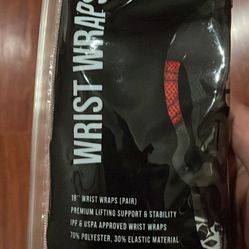 WRIST WRAPS
18" WRIST WRAPS (PAIR)
PREMIUM LIFTING SUPPORT & STABILITY
IPF & USPA APPROVED WRIST WRAPS
70% POLYESTER, 30% ELASTIC MATERIAL